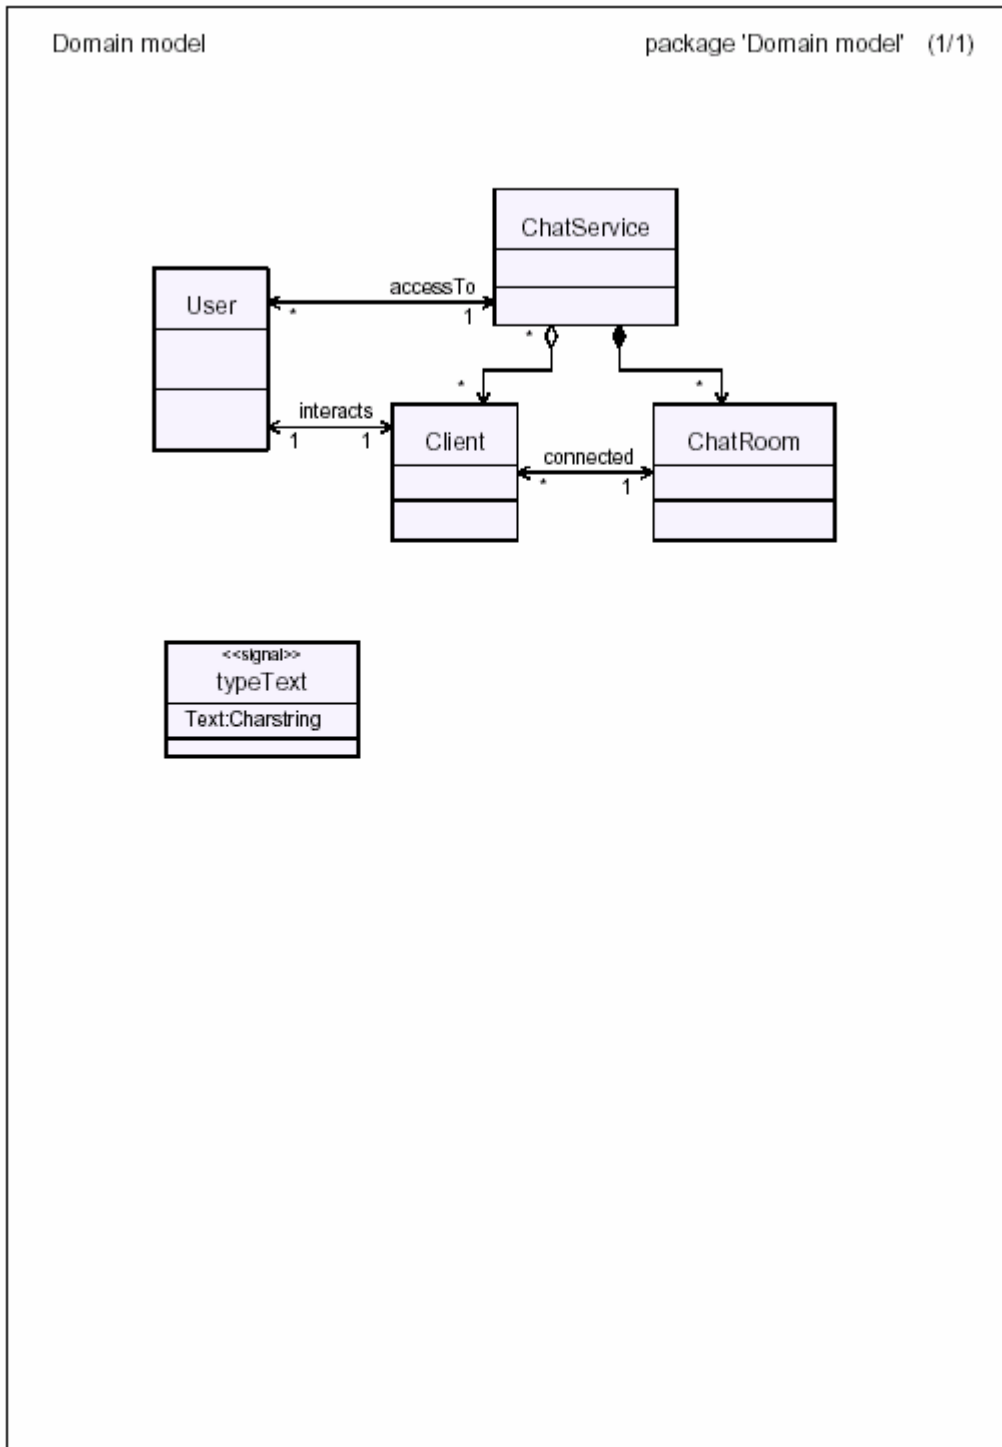 Domain model
package 'Domain model' (1/1)
ChatService
User
accessTo
*
1
*
*
*
interacts
1
1
Client
connected
*
1
ChatRoom
<<signal>>
typeText
Text:Charstring